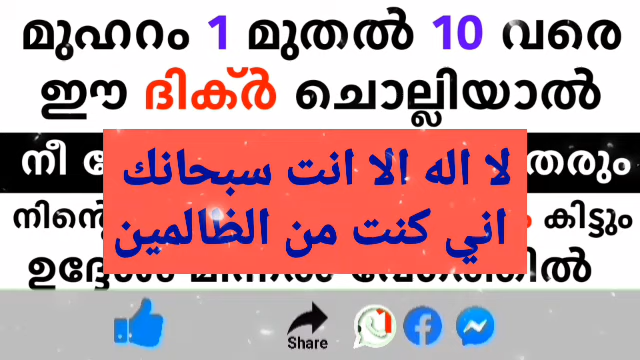 മുഹറം 1 മുതൽ 10 വരെ
ഈ ദിക്ർ ചൊല്ലിയാൽ
നീ തരും
لا اله الا انت سبحانك
اني كنت من الظالمين
കിട്ടും
Share